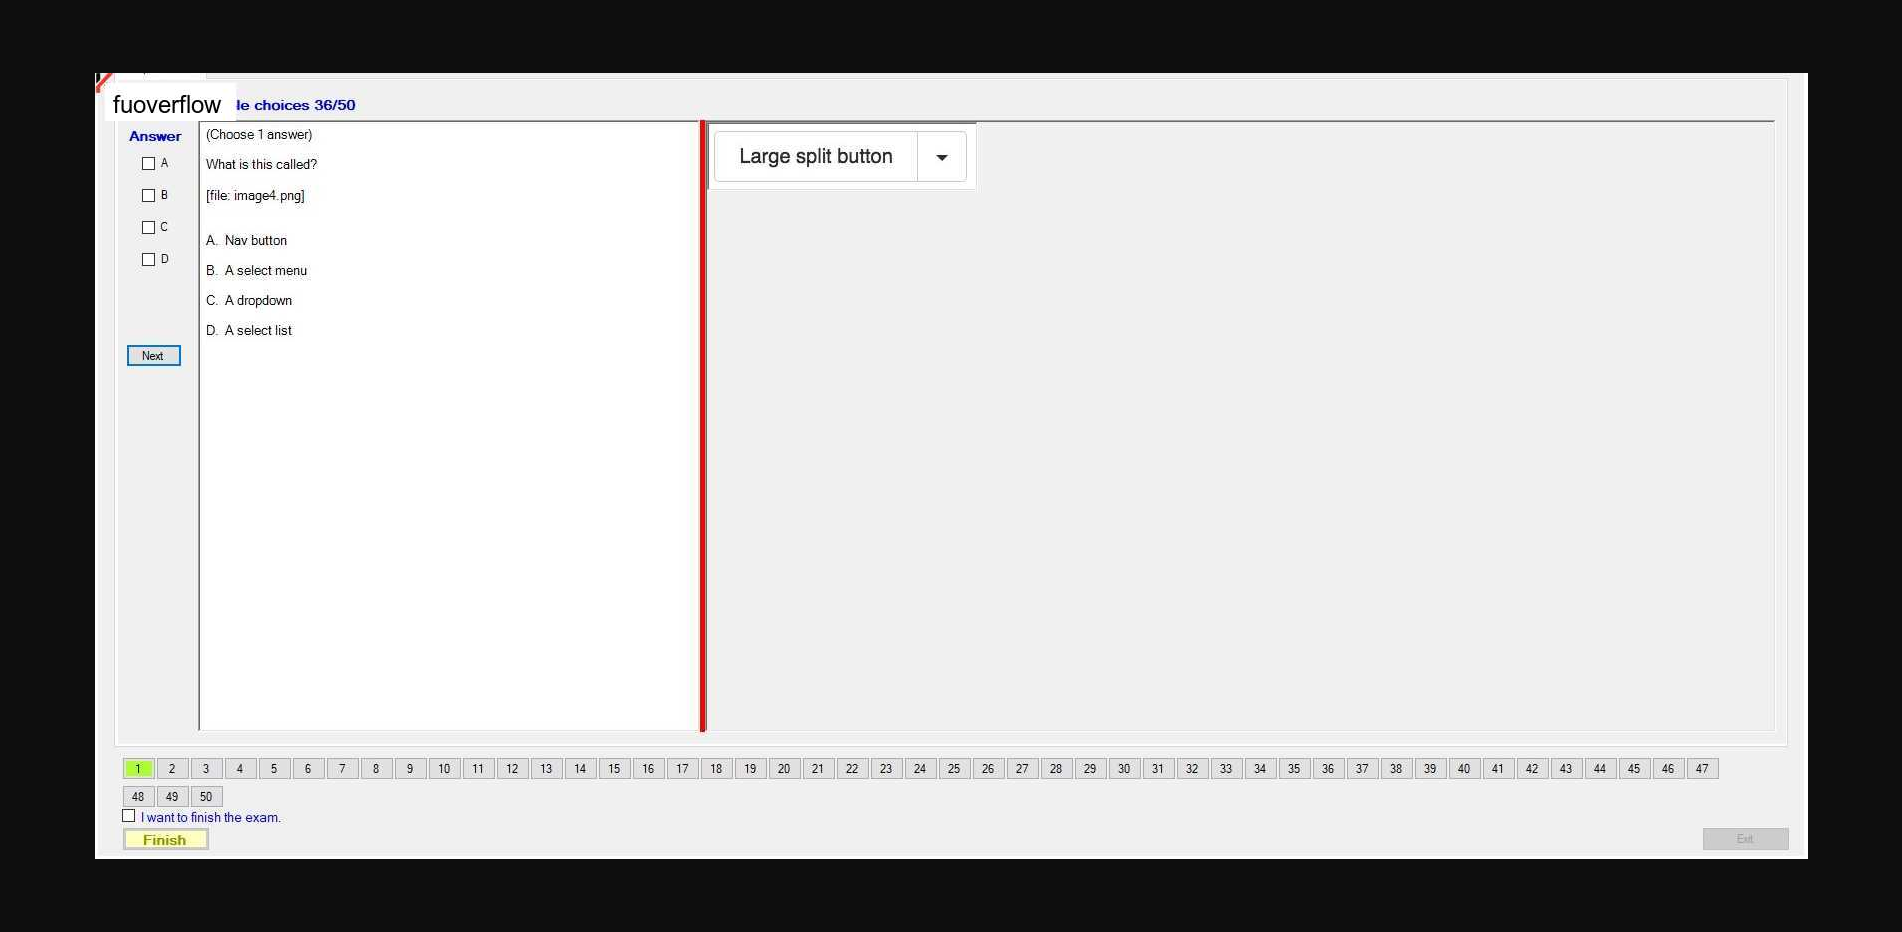 fuoverflow
le choices 36/50
Answer
A
B
C
D
Next
(Choose 1 answer)
What is this called?
[file: image4.png]
A. Nav button
B. A select menu
C. A dropdown
D. A select list
Large split button
1 2 3 4 5 6 7 8 9 10 11 12 13 14 15 16 17 18 19 20 21 22 23 24 25 26 27 28 29 30 31 32 33 34 35 36 37 38 39 40 41 42 43 44 45 46 47
48 49 50
I want to finish the exam.
Finish
Exit